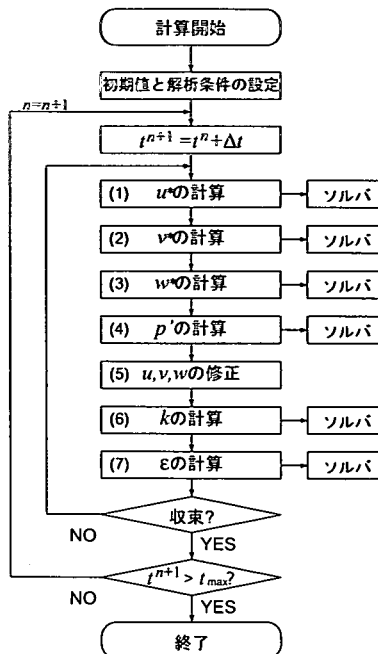 計算開始
初期値と解析条件の設定
n=n+1
t^{n+1}=t^n+Δt
(1) u*の計算 ソルバ
(2) v*の計算 ソルバ
(3) w*の計算 ソルバ
(4) p'の計算 ソルバ
(5) u,v,wの修正
(6) kの計算 ソルバ
(7) εの計算 ソルバ
収束?
NO YES
t^{n+1} > t_{max}?
NO YES
終了